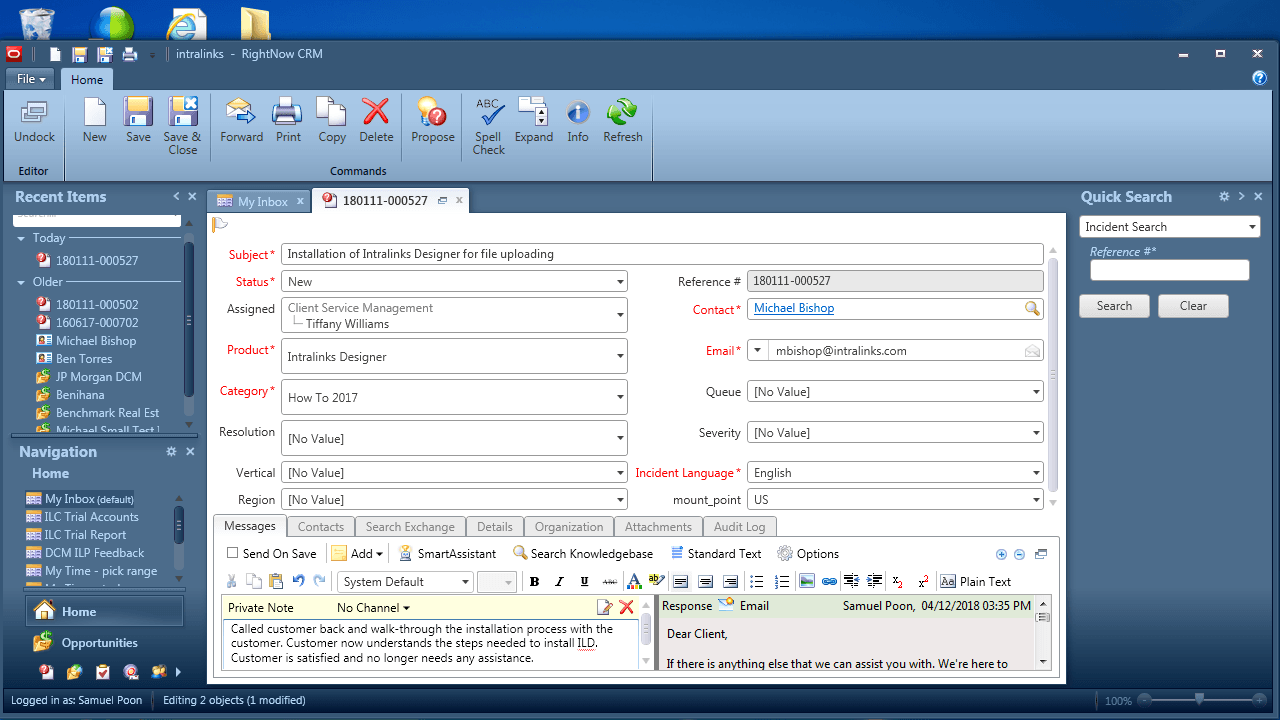 intralinks - RightNow CRM
File
Home
Undock
New
Save
Save & Close
Forward
Print
Copy
Delete
Propose
ABC
Spell Check
Expand
Info
Refresh
Editor
Commands
Recent Items
Today
180111-000527
Older
180111-000502
160617-000702
Michael Bishop
Ben Torres
JP Morgan DCM
Benihana
Benchmark Real Est
Michael Small Test
Navigation
Home
My Inbox (default)
ILC Trial Accounts
ILC Trial Report
DCM ILP Feedback
My Time - pick range
Home
Opportunities
My Inbox
180111-000527
Subject* Installation of Intralinks Designer for file uploading
Status* New
Reference # 180111-000527
Assigned Client Service Management
Tiffany Williams
Contact* Michael Bishop
Product* Intralinks Designer
Email* mbishop@intralinks.com
Category* How To 2017
Queue [No Value]
Resolution [No Value]
Severity [No Value]
Vertical [No Value]
Incident Language* English
Region [No Value]
mount_point US
Messages Contacts Search Exchange Details Organization Attachments Audit Log
Send On Save Add SmartAssistant Search Knowledgebase Standard Text Options
System Default B I U ABC A Aa Plain Text
Private Note No Channel
Called customer back and walk-through the installation process with the
customer. Customer now understands the steps needed to install ILD.
Customer is satisfied and no longer needs any assistance.
Response Email Samuel Poon, 04/12/2018 03:35 PM
Dear Client,
If there is anything else that we can assist you with. We're here to
Quick Search
Incident Search
Reference #*
Search Clear
Logged in as: Samuel Poon Editing 2 objects (1 modified) 100%